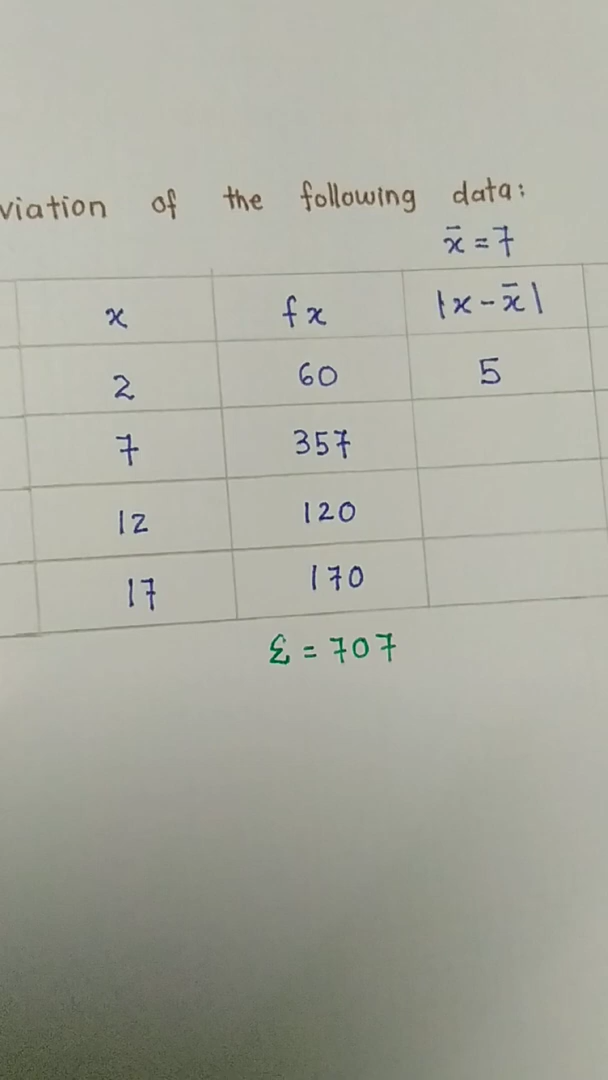 viation of the following data:
x̄ = 7
x fx |x - x̄|
2 60 5
7 357
12 120
17 170
Σ = 707